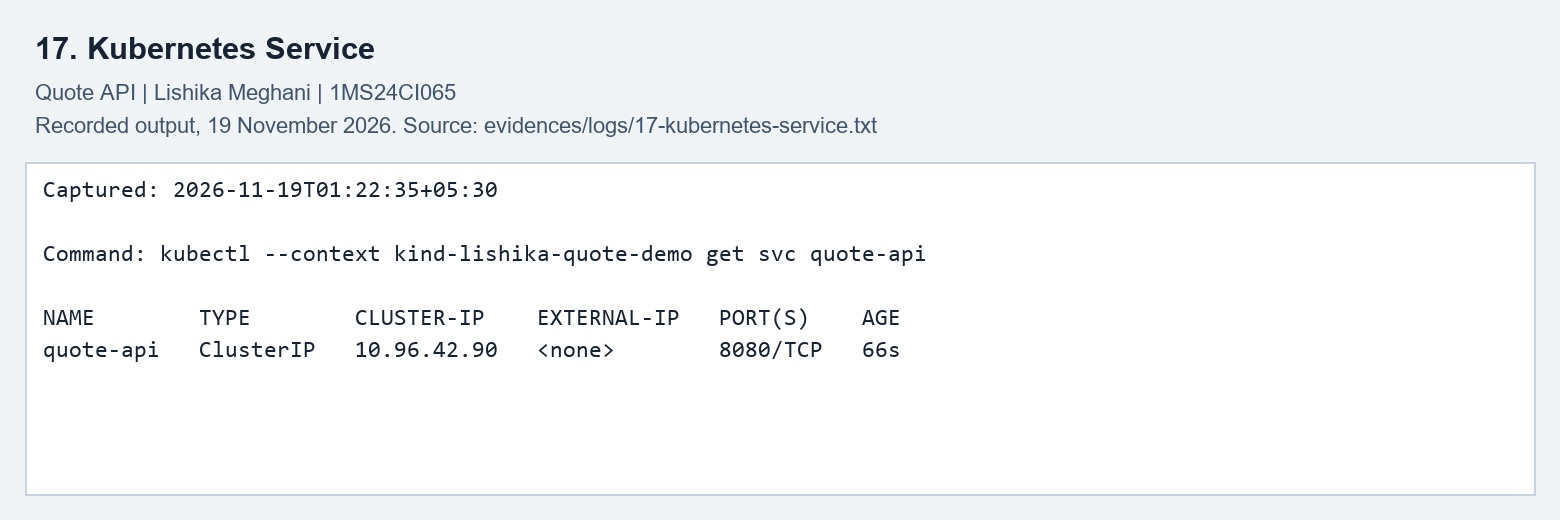 17. Kubernetes Service
Quote API | Lishika Meghani | 1MS24CI065
Recorded output, 19 November 2026. Source: evidences/logs/17-kubernetes-service.txt
Captured: 2026-11-19T01:22:35+05:30
Command: kubectl --context kind-lishika-quote-demo get svc quote-api
NAME        TYPE        CLUSTER-IP    EXTERNAL-IP   PORT(S)    AGE
quote-api   ClusterIP   10.96.42.90   <none>        8080/TCP   66s